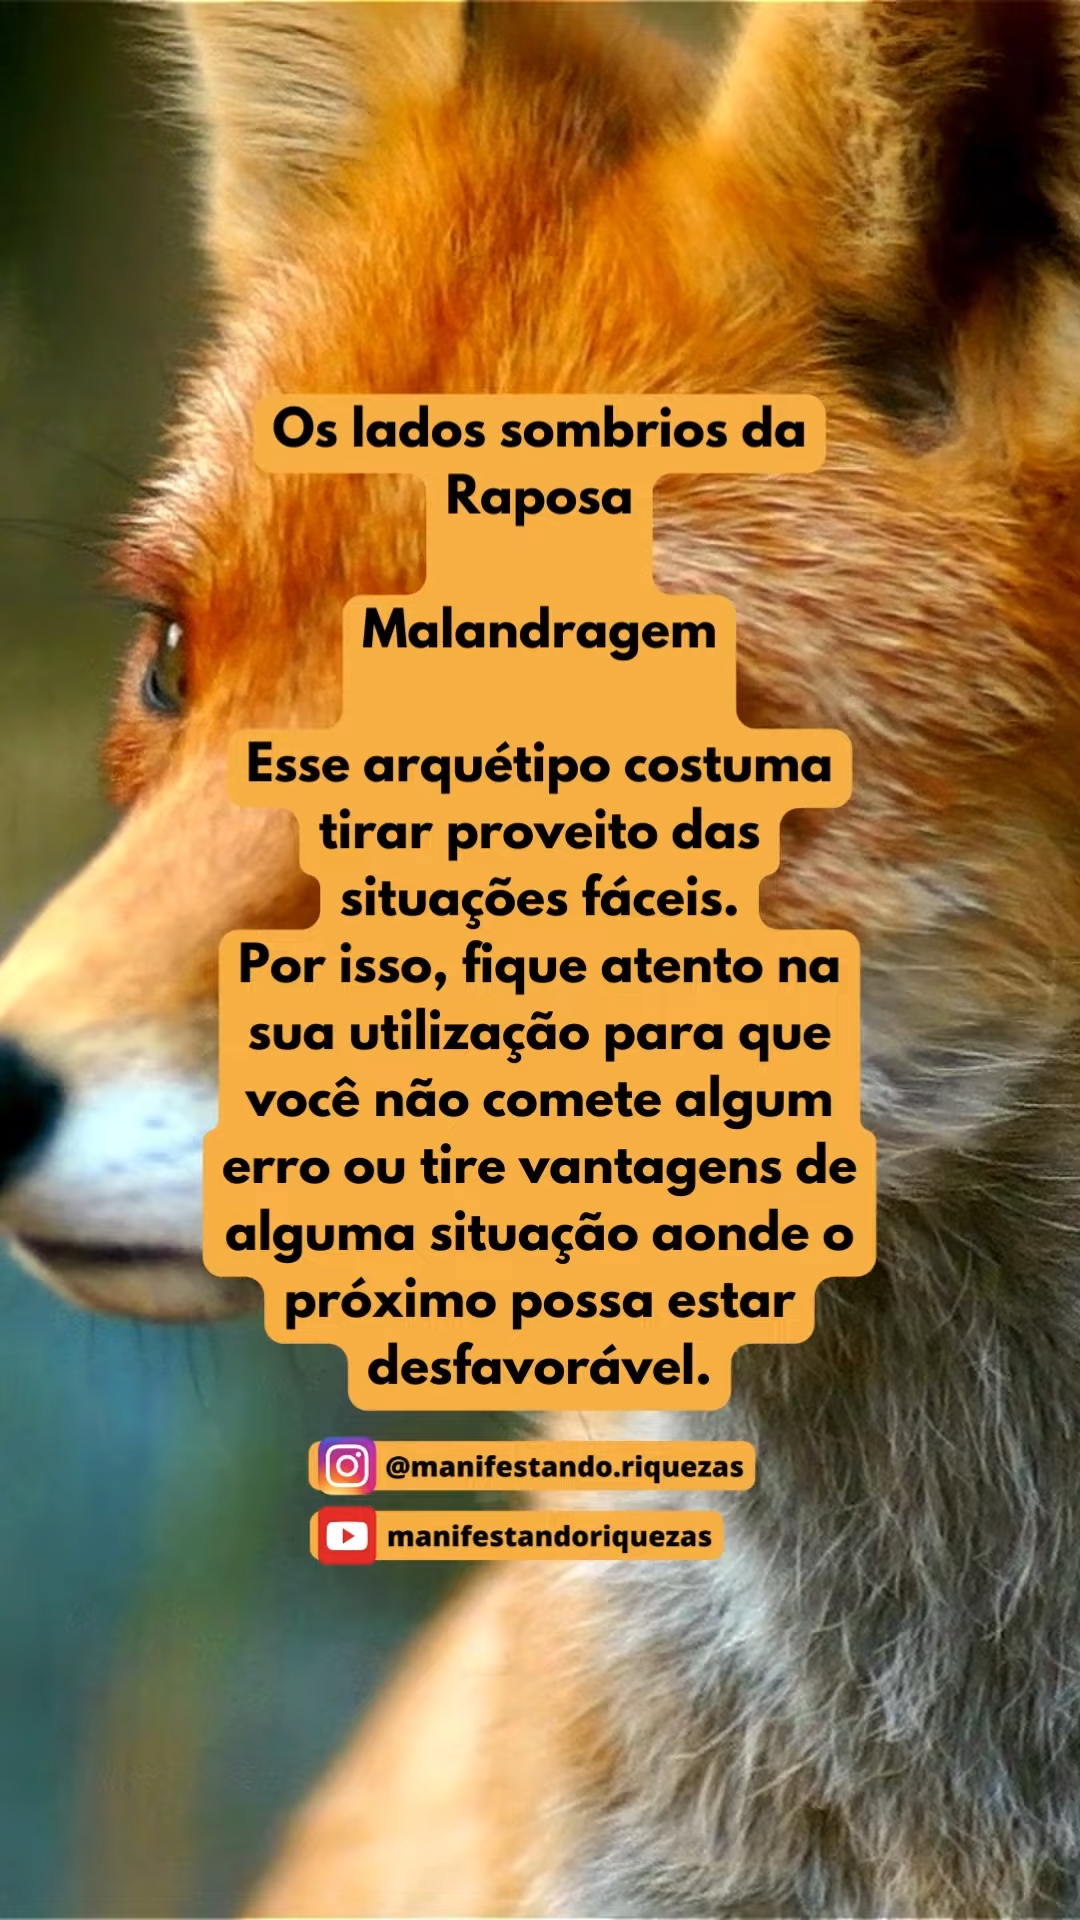 Os lados sombrios da
Raposa
Malandragem
Esse arquétipo costuma
tirar proveito das
situações fáceis.
Por isso, fique atento na
sua utilização para que
você não comete algum
erro ou tire vantagens de
alguma situação aonde o
próximo possa estar
desfavorável.
@manifestando.riquezas
manifestandoriquezas